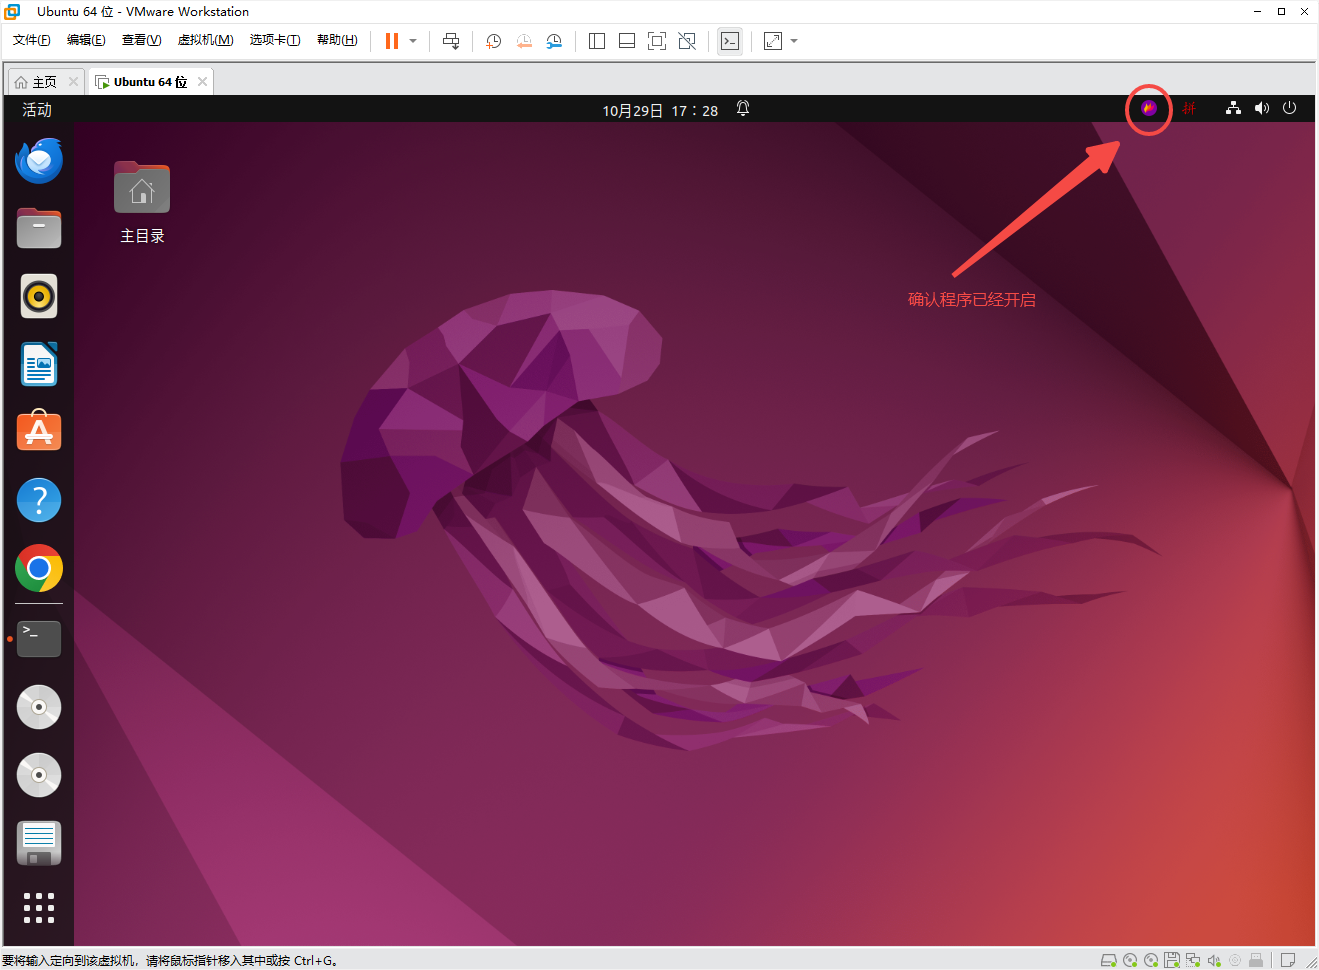 Ubuntu 64 位 - VMware Workstation
文件(F) 编辑(E) 查看(V) 虚拟机(M) 选项卡(T) 帮助(H)
主页 Ubuntu 64 位
活动 10月29日 17：28 拼
主目录
确认程序已经开启
要将输入定向到该虚拟机，请将鼠标指针移入其中或按 Ctrl+G。